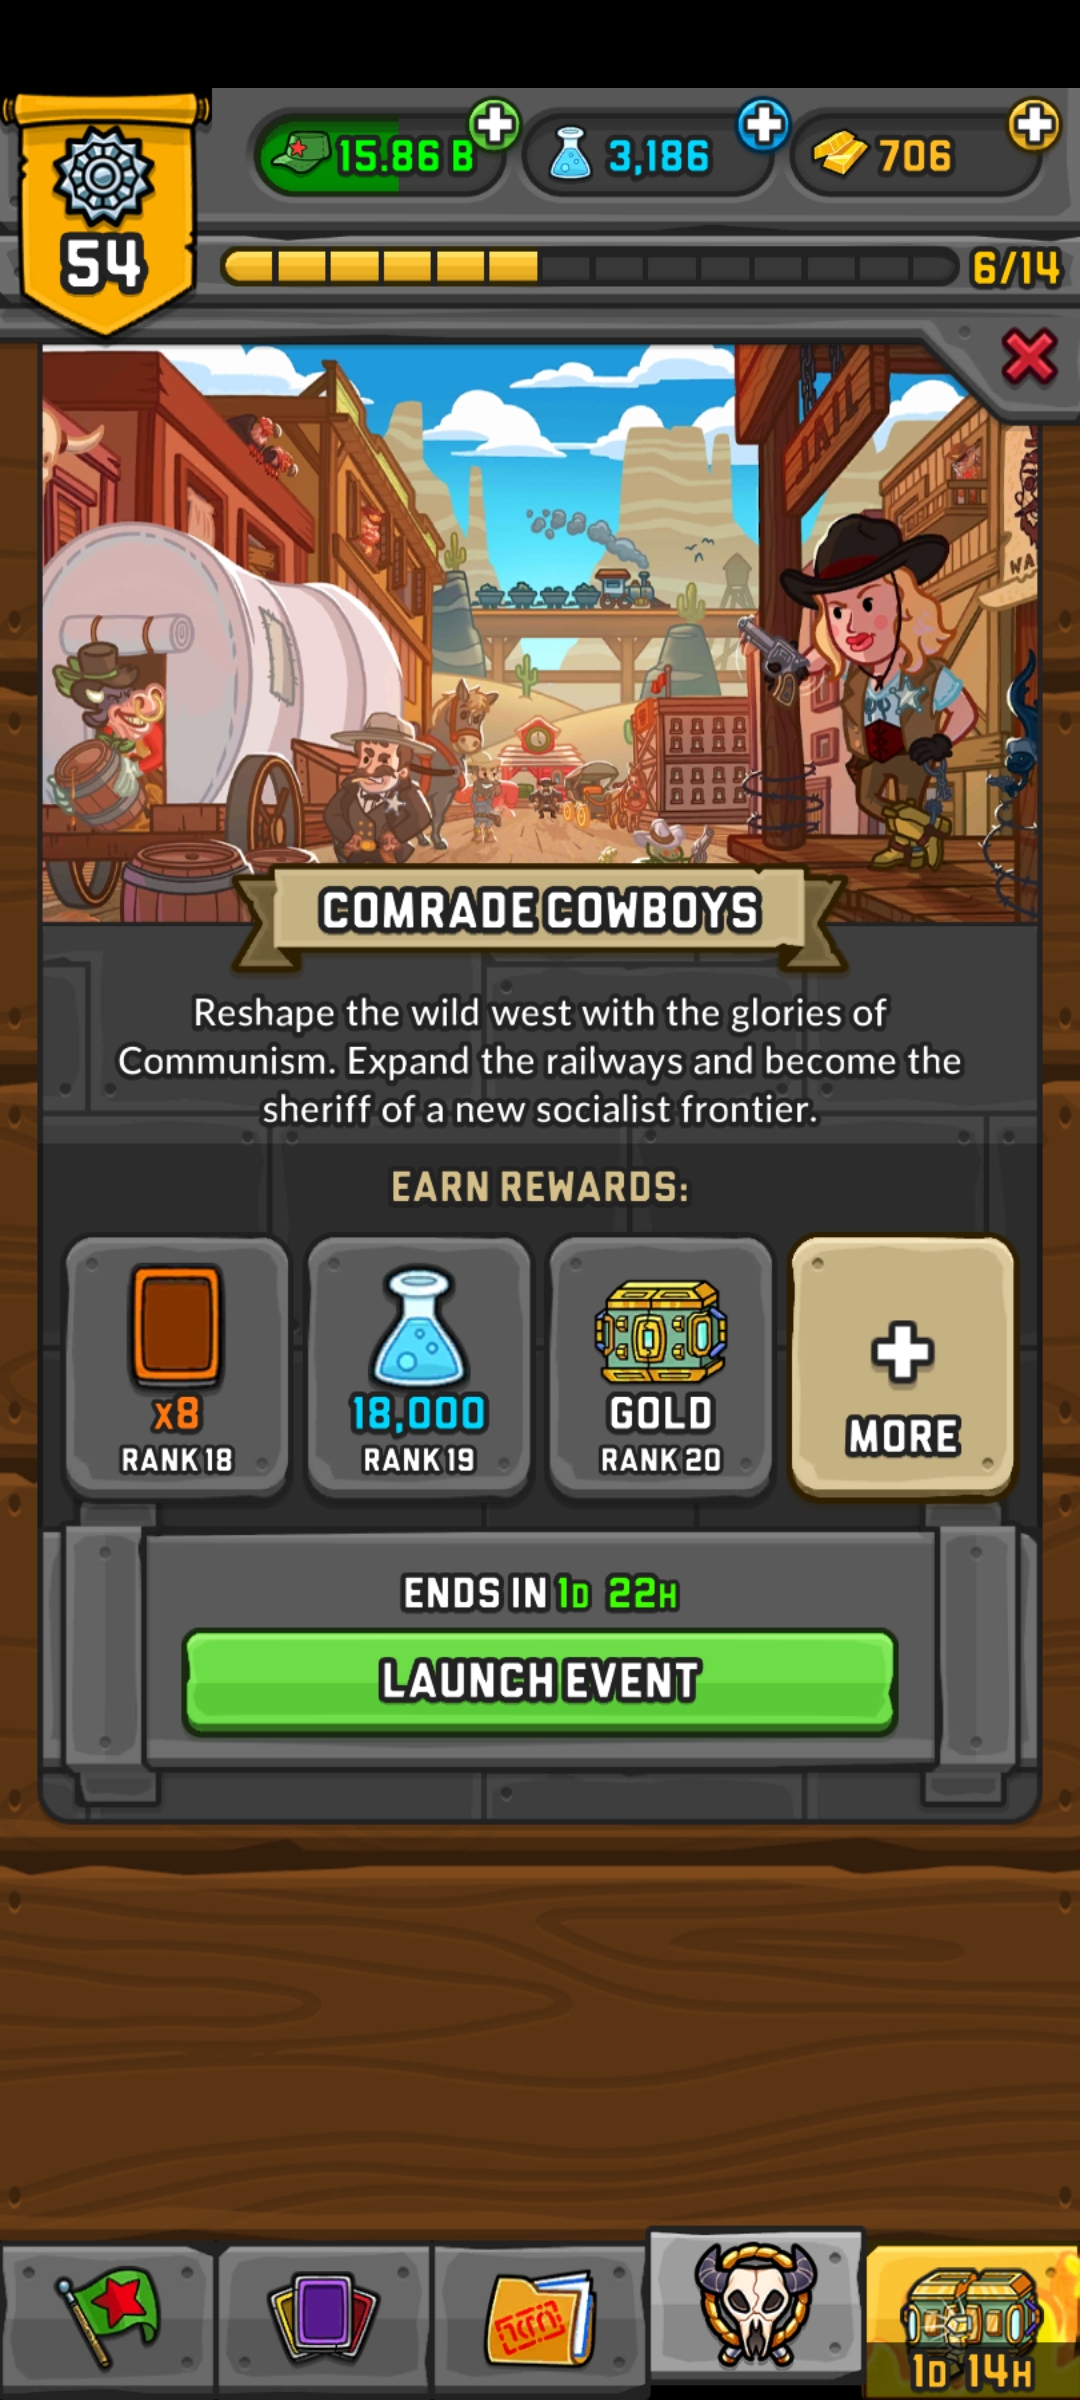 15.86 B
3,186
706
54
6/14
JAIL
WA
PP
COMRADE COWBOYS
Reshape the wild west with the glories of
Communism. Expand the railways and become the
sheriff of a new socialist frontier.
EARN REWARDS:
x8
RANK 18
18,000
RANK 19
GOLD
RANK 20
MORE
ENDS IN 1D 22H
LAUNCH EVENT
1D 14H